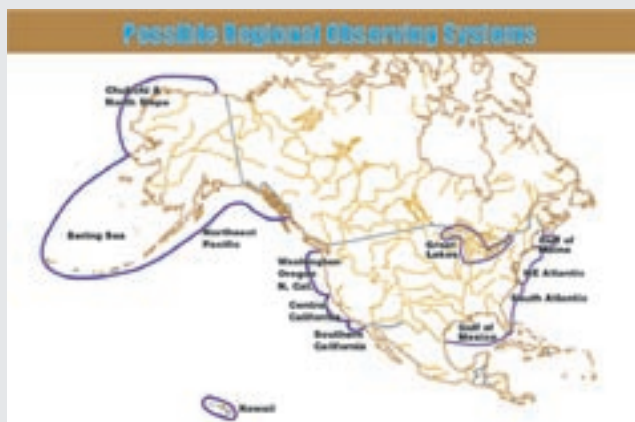 Possible Regional Observing Systems
Chukchi &
North Slope
Bering Sea
Northeast
Pacific
Great
Lakes
Gulf of
Maine
Washington
Oregon
N. Cal.
NE Atlantic
Central
California
South Atlantic
Southern
California
Gulf of
Mexico
Hawaii